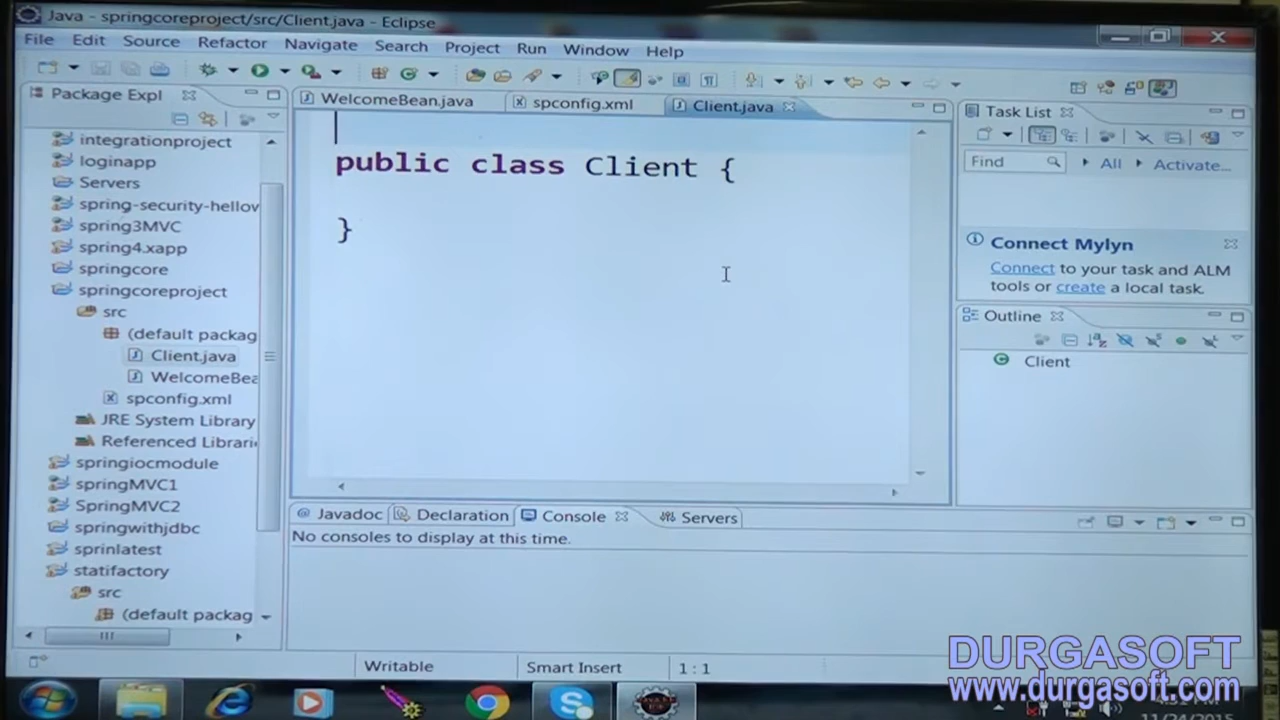 Java - springcoreproject/src/Client.java - Eclipse
File Edit Source Refactor Navigate Search Project Run Window Help
Package Expl
integrationproject
loginapp
Servers
spring-security-hellov
spring3MVC
spring4.xapp
springcore
springcoreproject
src
(default packag
Client.java
WelcomeBea
spconfig.xml
JRE System Library
Referenced Librari
springiocmodule
springMVC1
SpringMVC2
springwithjdbc
sprinlatest
statifactory
src
(default packag
WelcomeBean.java spconfig.xml Client.java
public class Client {
}
Task List
Find All Activate...
Connect Mylyn
Connect to your task and ALM
tools or create a local task.
Outline
Client
Javadoc Declaration Console Servers
No consoles to display at this time.
Writable Smart Insert 1 : 1
DURGASOFT
www.durgasoft.com